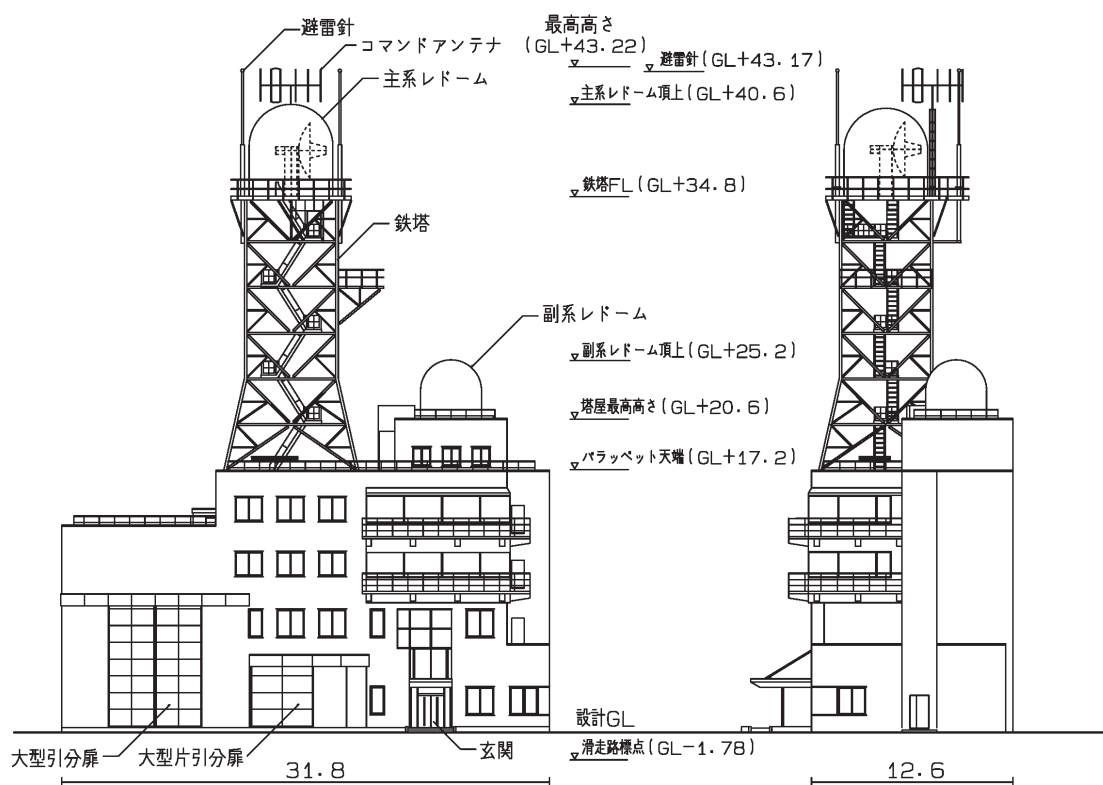 避雷針
コマンドアンテナ
主系レドーム
最高高さ
(GL+43.22)
避雷針(GL+43.17)
主系レドーム頂上(GL+40.6)
鉄塔FL(GL+34.8)
鉄塔
副系レドーム
副系レドーム頂上(GL+25.2)
塔屋最高高さ(GL+20.6)
パラッペット天端(GL+17.2)
設計GL
滑走路標点(GL-1.78)
大型引分扉
大型片引分扉
玄関
31.8
12.6